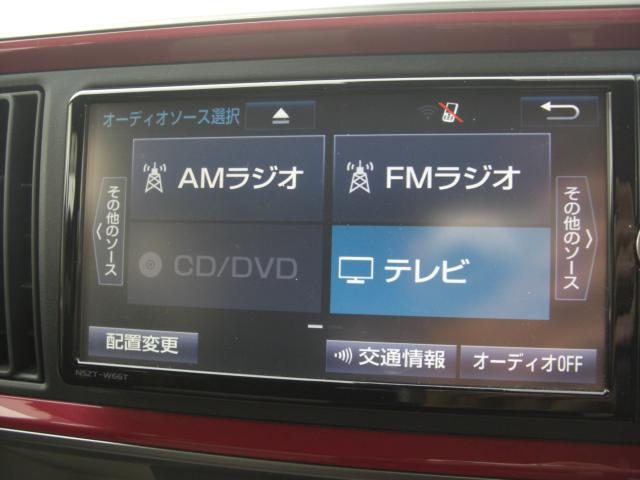 オーディオソース選択
AMラジオ
FMラジオ
その他のソース
CD/DVD
テレビ
その他のソース
配置変更
交通情報
オーディオOFF
NSZT-W66T